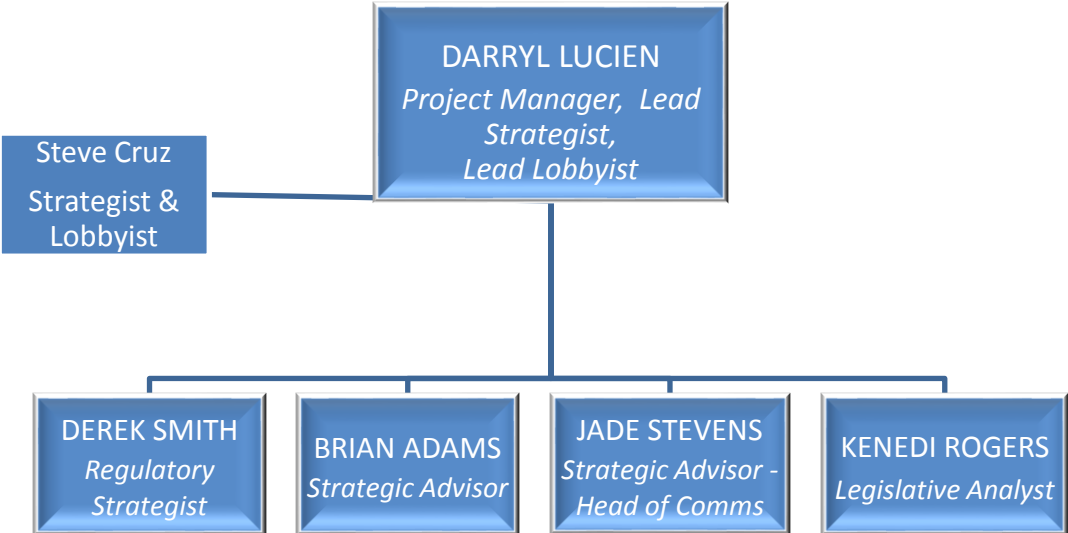 DARRYL LUCIEN
Project Manager, Lead
Strategist,
Lead Lobbyist
Steve Cruz
Strategist &
Lobbyist
DEREK SMITH
Regulatory
Strategist
BRIAN ADAMS
Strategic Advisor
JADE STEVENS
Strategic Advisor -
Head of Comms
KENEDI ROGERS
Legislative Analyst